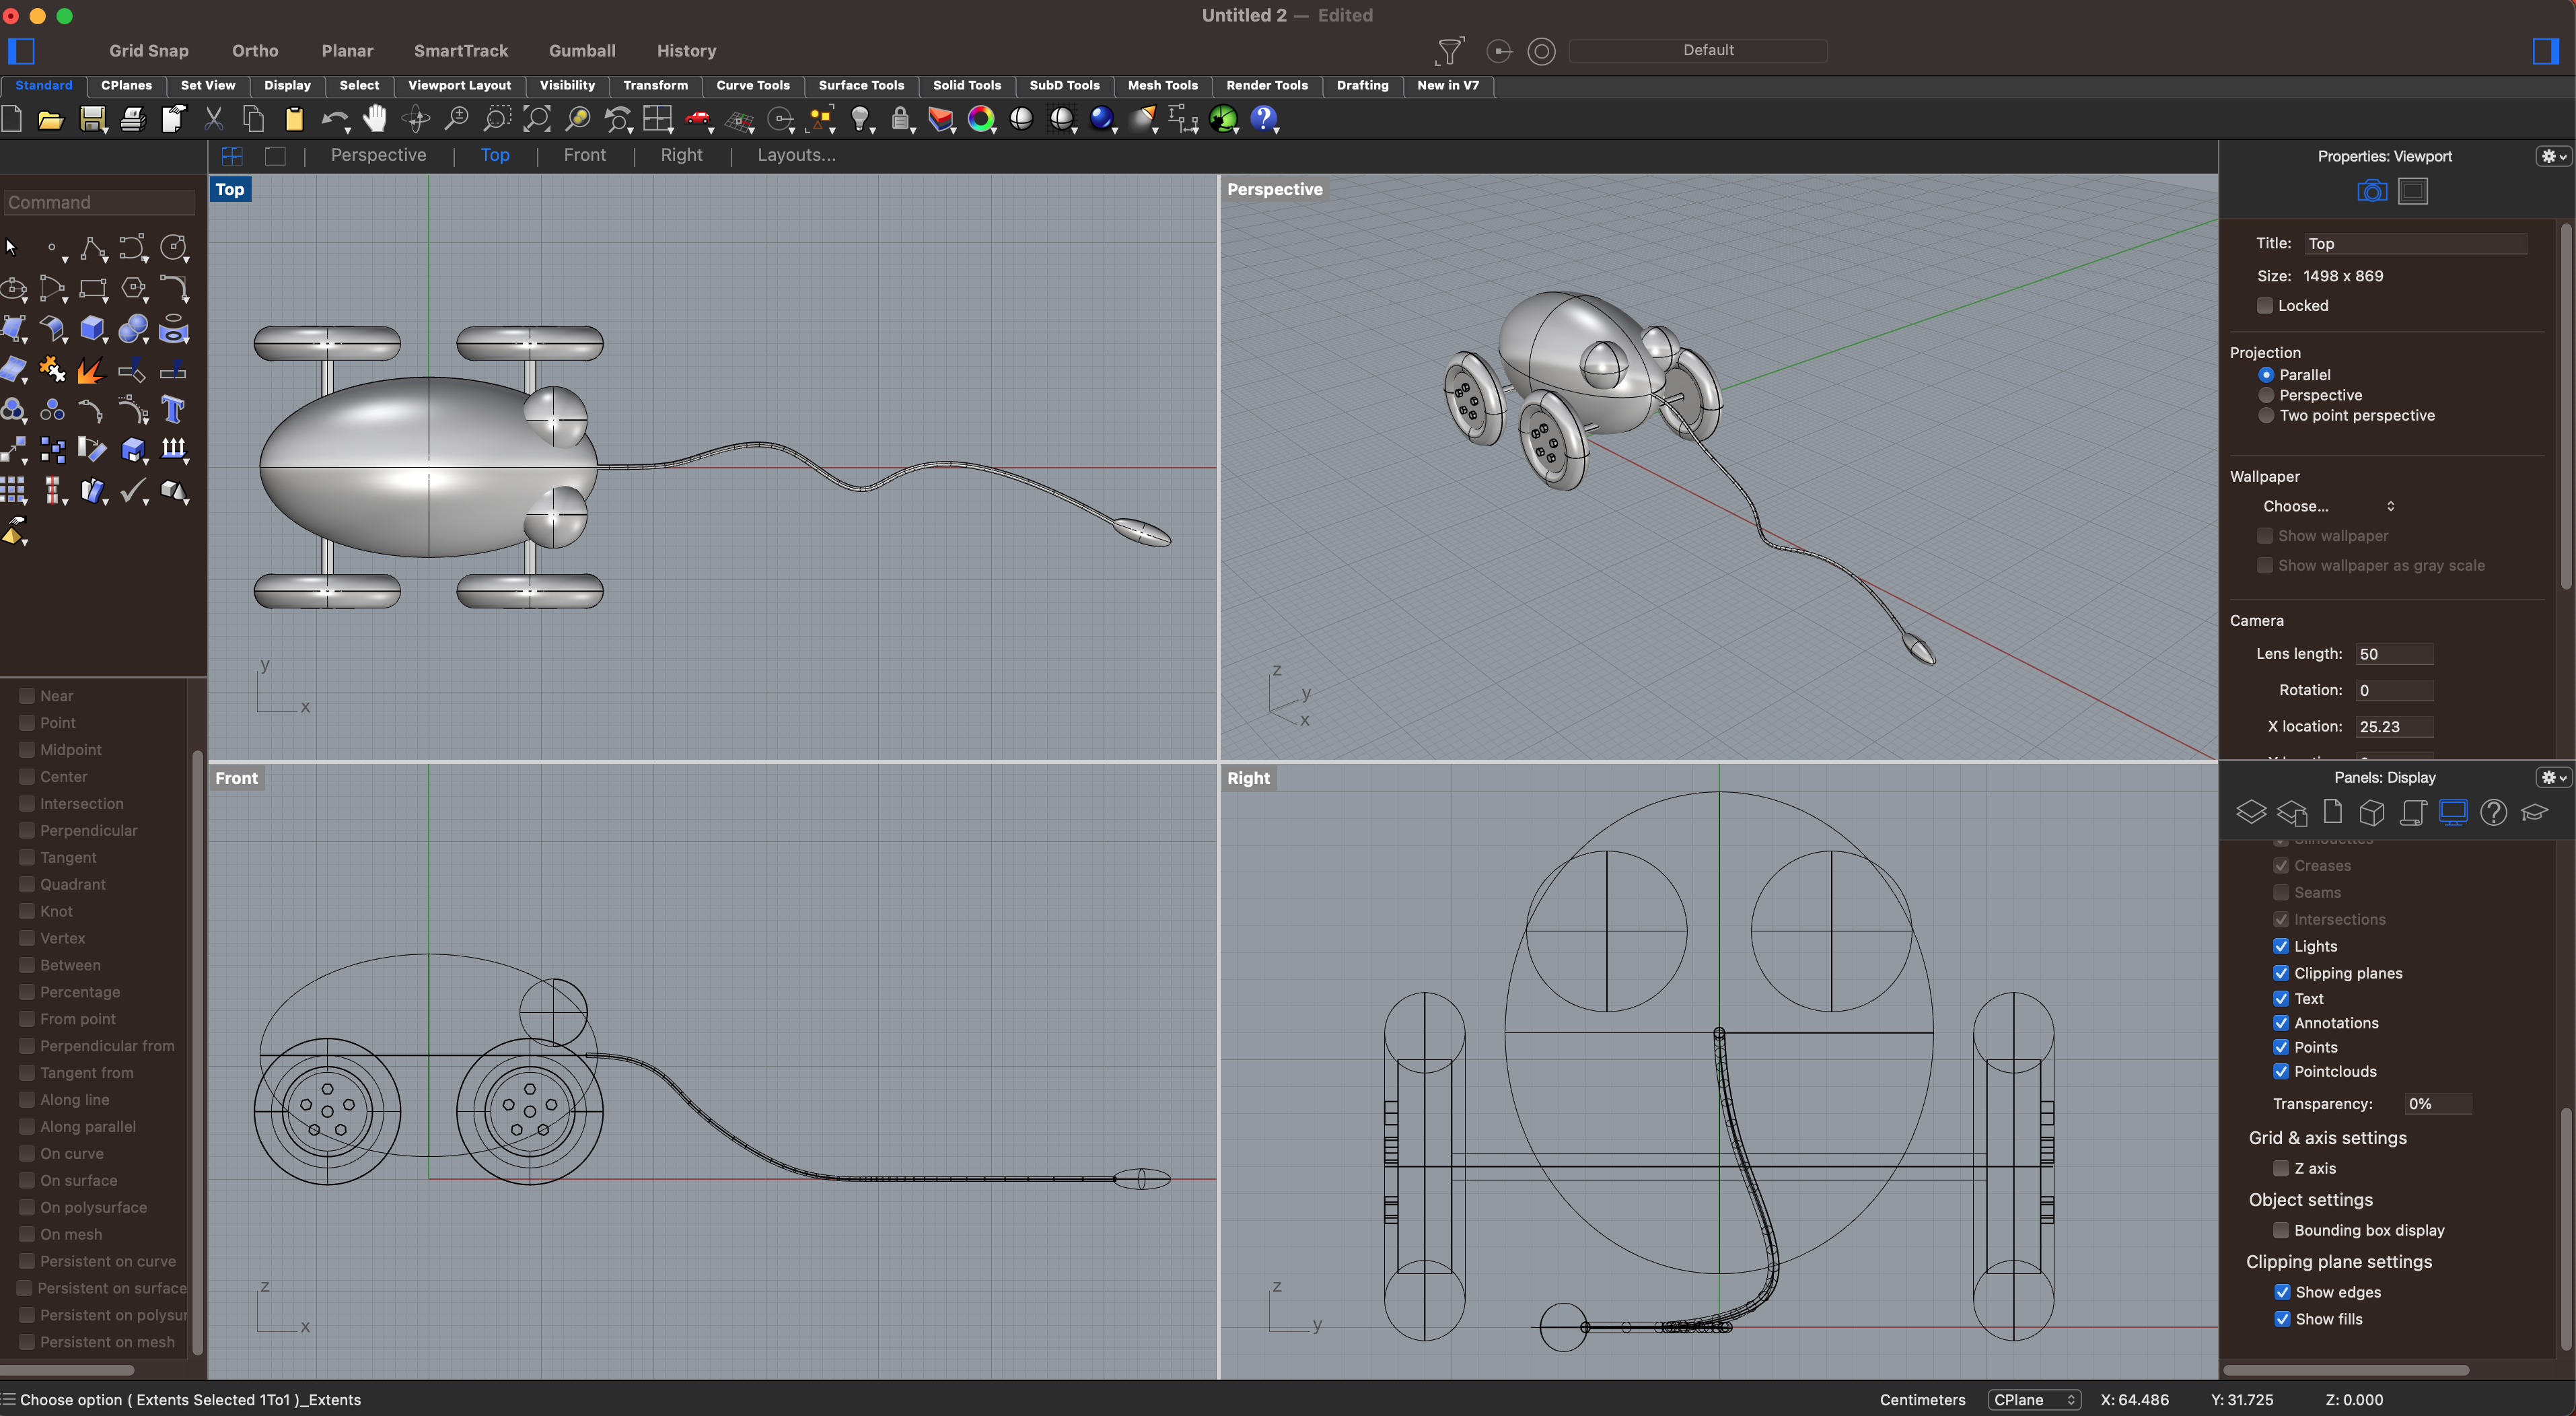 Untitled 2 — Edited
Grid Snap Ortho Planar SmartTrack Gumball History Default
Standard CPlanes Set View Display Select Viewport Layout Visibility Transform Curve Tools Surface Tools Solid Tools SubD Tools Mesh Tools Render Tools Drafting New in V7
Perspective Top Front Right Layouts...
Command
Near
Point
Midpoint
Center
Intersection
Perpendicular
Tangent
Quadrant
Knot
Vertex
Between
Percentage
From point
Perpendicular from
Tangent from
Along line
Along parallel
On curve
On surface
On polysurface
On mesh
Persistent on curve
Persistent on surface
Persistent on polysur
Persistent on mesh
Top
y
x
Perspective
z
y
x
Front
z
x
Right
z
y
Properties: Viewport
Title: Top
Size: 1498 x 869
Locked
Projection
Parallel
Perspective
Two point perspective
Wallpaper
Choose...
Show wallpaper
Show wallpaper as gray scale
Camera
Lens length: 50
Rotation: 0
X location: 25.23
Panels: Display
Creases
Seams
Intersections
Lights
Clipping planes
Text
Annotations
Points
Pointclouds
Transparency: 0%
Grid & axis settings
Z axis
Object settings
Bounding box display
Clipping plane settings
Show edges
Show fills
Choose option ( Extents Selected 1To1 )_Extents
Centimeters CPlane X: 64.486 Y: 31.725 Z: 0.000